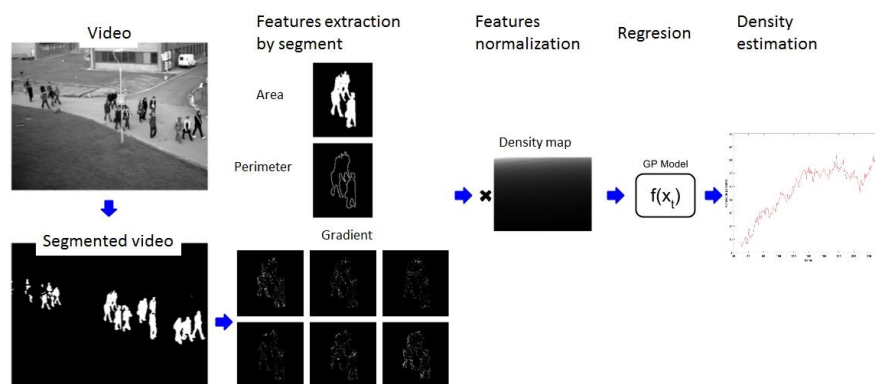 Video
Features extraction
by segment
Features
normalization
Regresion
Density
estimation
Area
Perimeter
Density map
GP Model
f(x_t)
Segmented video
Gradient